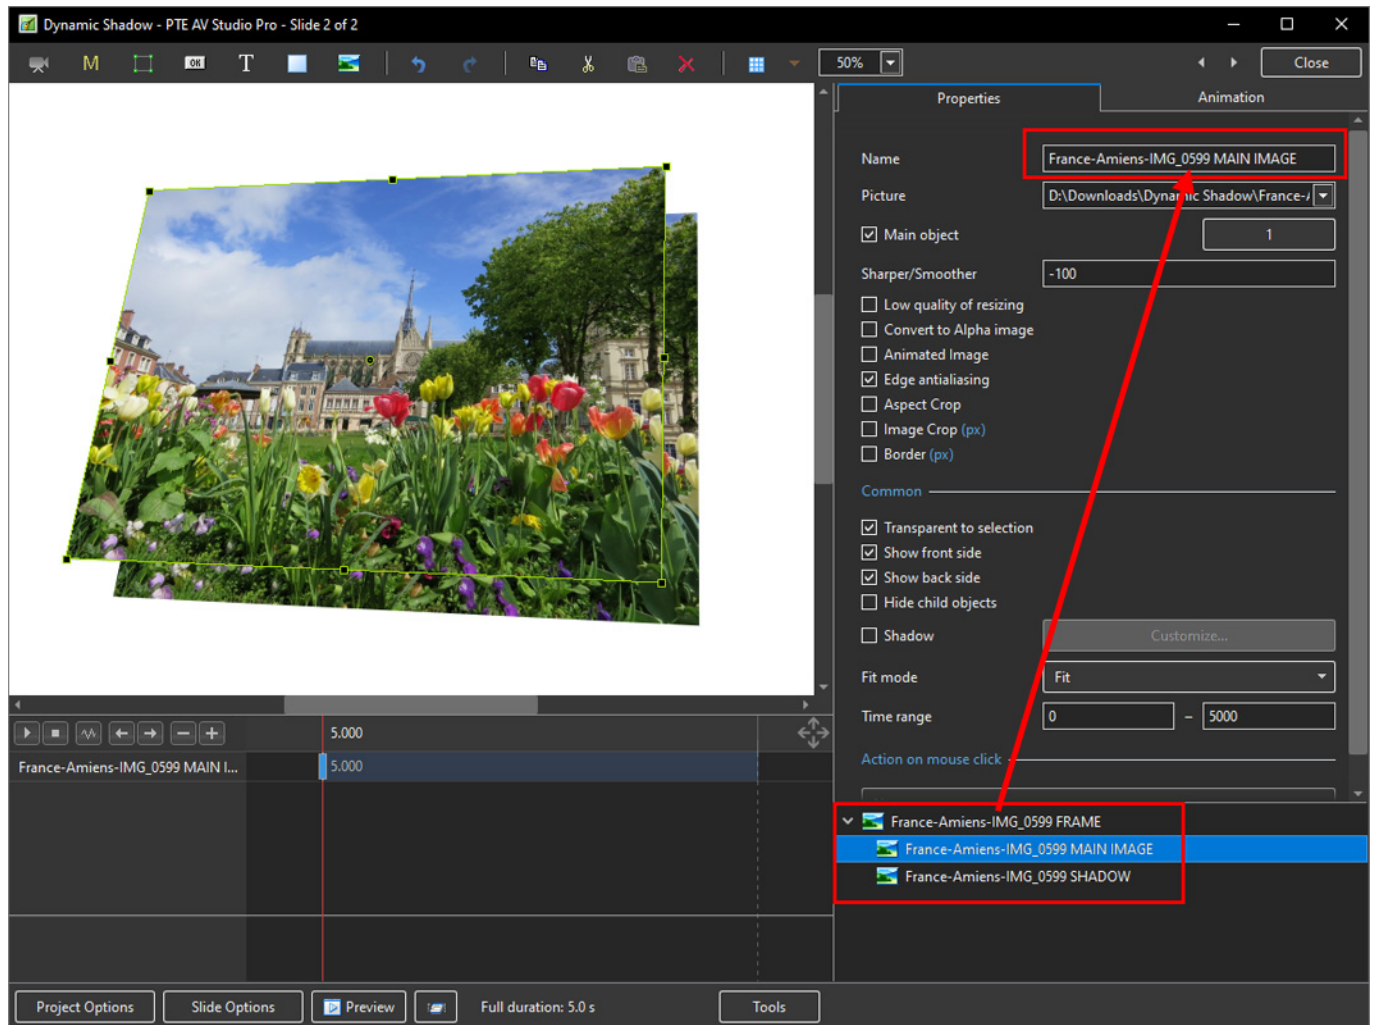 Dynamic Shadow - PTE AV Studio Pro - Slide 2 of 2
M OK T 50% Close
Properties Animation
Name France-Amiens-IMG_0599 MAIN IMAGE
Picture D:\Downloads\Dynamic Shadow\France-
Main object 1
Sharper/Smoother -100
Low quality of resizing
Convert to Alpha image
Animated Image
Edge antialiasing
Aspect Crop
Image Crop (px)
Border (px)
Common
Transparent to selection
Show front side
Show back side
Hide child objects
Shadow Customize...
Fit mode Fit
Time range 0 – 5000
Action on mouse click
5.000
France-Amiens-IMG_0599 MAIN I... 5.000
France-Amiens-IMG_0599 FRAME
France-Amiens-IMG_0599 MAIN IMAGE
France-Amiens-IMG_0599 SHADOW
Project Options Slide Options Preview Full duration: 5.0 s Tools